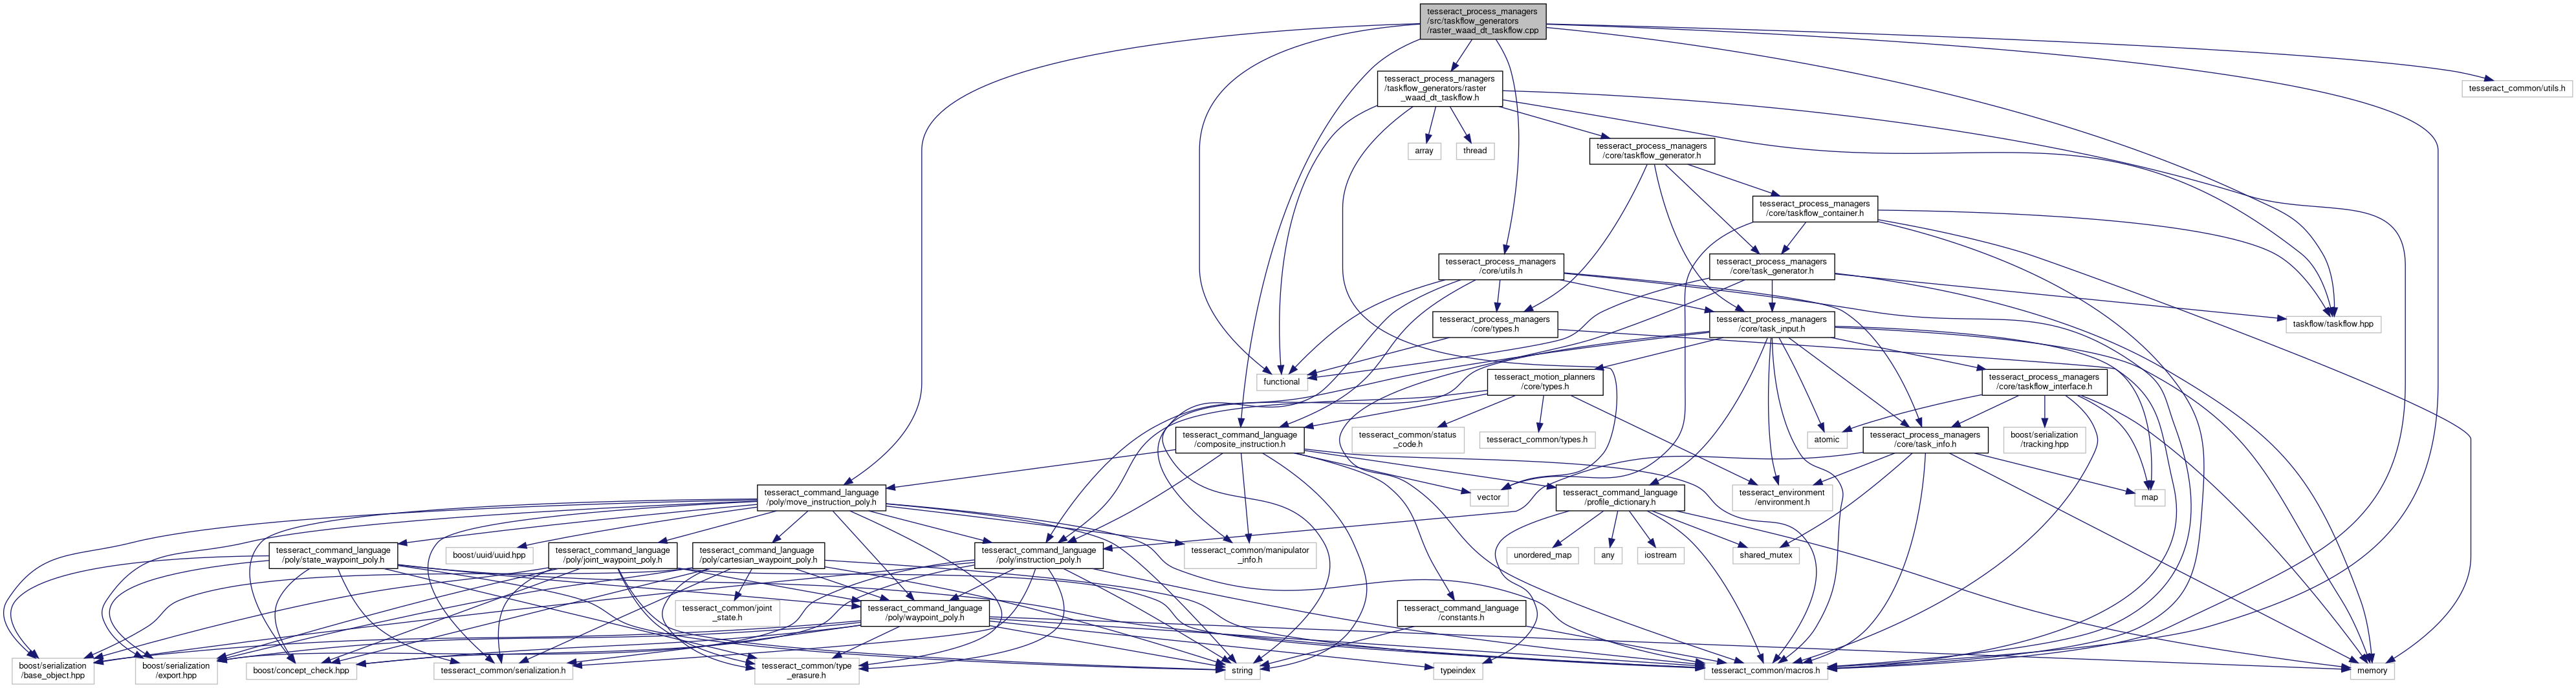 tesseract_process_managers
/src/taskflow_generators
/raster_waad_dt_taskflow.cpp
tesseract_process_managers
/taskflow_generators/raster
_waad_dt_taskflow.h
tesseract_common/utils.h
array
thread
tesseract_process_managers
/core/taskflow_generator.h
tesseract_process_managers
/core/taskflow_container.h
tesseract_process_managers
/core/utils.h
tesseract_process_managers
/core/task_generator.h
tesseract_process_managers
/core/types.h
tesseract_process_managers
/core/task_input.h
taskflow/taskflow.hpp
functional
tesseract_motion_planners
/core/types.h
tesseract_process_managers
/core/taskflow_interface.h
tesseract_command_language
/composite_instruction.h
tesseract_common/status
_code.h
tesseract_common/types.h
atomic
boost/serialization
/tracking.hpp
tesseract_process_managers
/core/task_info.h
tesseract_command_language
/poly/move_instruction_poly.h
vector
tesseract_command_language
/profile_dictionary.h
tesseract_environment
/environment.h
map
tesseract_command_language
/poly/state_waypoint_poly.h
boost/uuid/uuid.hpp
tesseract_command_language
/poly/joint_waypoint_poly.h
tesseract_command_language
/poly/cartesian_waypoint_poly.h
tesseract_command_language
/poly/instruction_poly.h
tesseract_common/manipulator
_info.h
unordered_map
any
iostream
shared_mutex
tesseract_common/joint
_state.h
tesseract_command_language
/poly/waypoint_poly.h
tesseract_command_language
/constants.h
boost/serialization
/base_object.hpp
boost/serialization
/export.hpp
boost/concept_check.hpp
tesseract_common/serialization.h
tesseract_common/type
_erasure.h
string
typeindex
tesseract_common/macros.h
memory